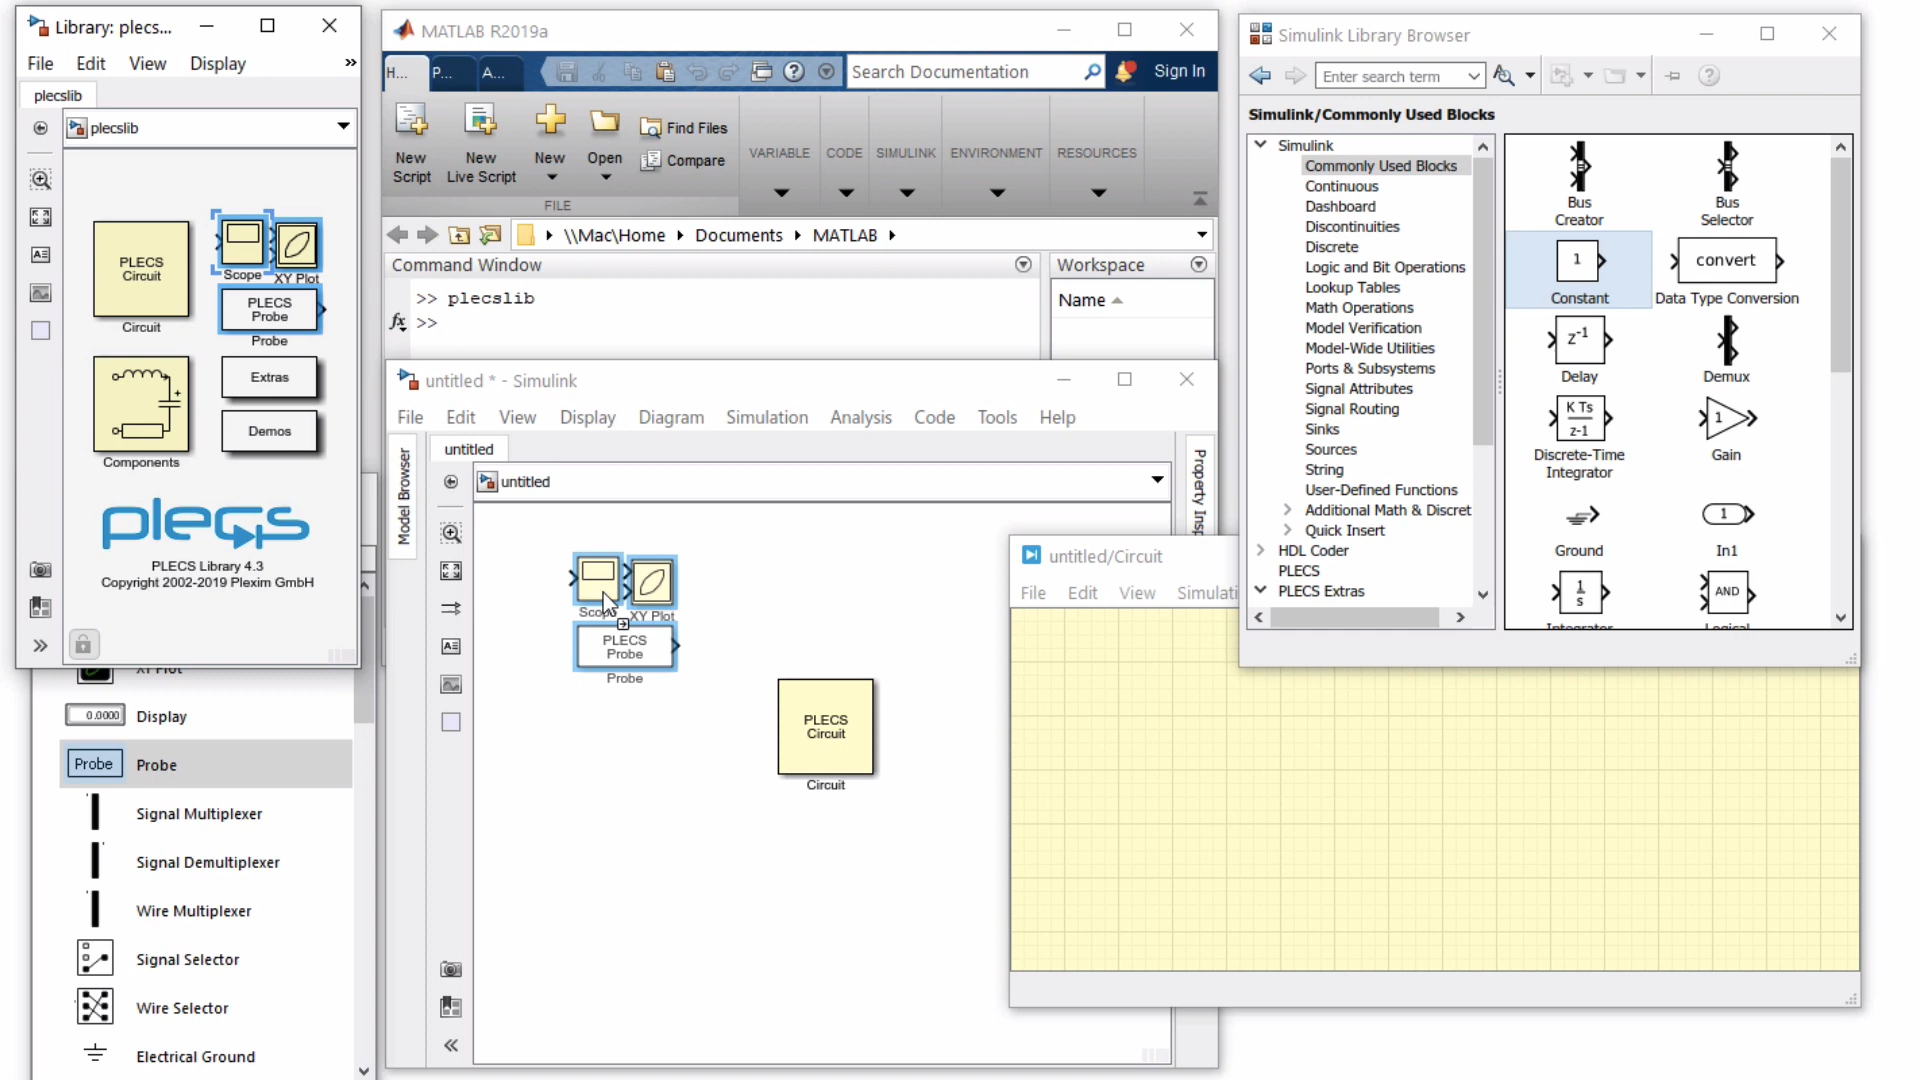 Library: plecs...
File Edit View Display »
plecslib
plecslib
PLECS
Circuit
Circuit
Scope
XY Plot
PLECS
Probe
Probe
Components
Extras
Demos
plecs
PLECS Library 4.3
Copyright 2002-2019 Plexim GmbH
XY Plot
0.0000 Display
Probe Probe
Signal Multiplexer
Signal Demultiplexer
Wire Multiplexer
Signal Selector
Wire Selector
Electrical Ground
MATLAB R2019a
H... P... A... Search Documentation Sign In
New
Script
New
Live Script
New
Open
Find Files
Compare
FILE
VARIABLE CODE SIMULINK ENVIRONMENT RESOURCES
\\Mac\Home Documents MATLAB
Command Window
>> plecslib
fx >>
Workspace
Name
untitled * - Simulink
File Edit View Display Diagram Simulation Analysis Code Tools Help
Model Browser
untitled
untitled
XY Plot
PLECS
Probe
Probe
PLECS
Circuit
Circuit
untitled/Circuit
File Edit View
Simulink Library Browser
Enter search term
Simulink/Commonly Used Blocks
Simulink
Commonly Used Blocks
Continuous
Dashboard
Discontinuities
Discrete
Logic and Bit Operations
Lookup Tables
Math Operations
Model Verification
Model-Wide Utilities
Ports & Subsystems
Signal Attributes
Signal Routing
Sinks
Sources
String
User-Defined Functions
Additional Math & Discret
Quick Insert
HDL Coder
PLECS
PLECS Extras
Bus
Creator
Bus
Selector
1
Constant
convert
Data Type Conversion
z-1
Delay
Demux
K Ts
z-1
Discrete-Time
Integrator
1
Gain
Ground
1
In1
1
s
AND